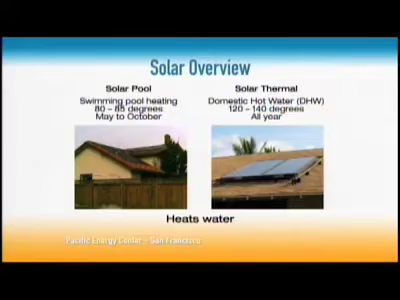 Solar Overview
Solar Pool
Swimming pool heating
80 – 85 degrees
May to October
Solar Thermal
Domestic Hot Water (DHW)
120 – 140 degrees
All year
Heats water
Pacific Energy Center - San Francisco